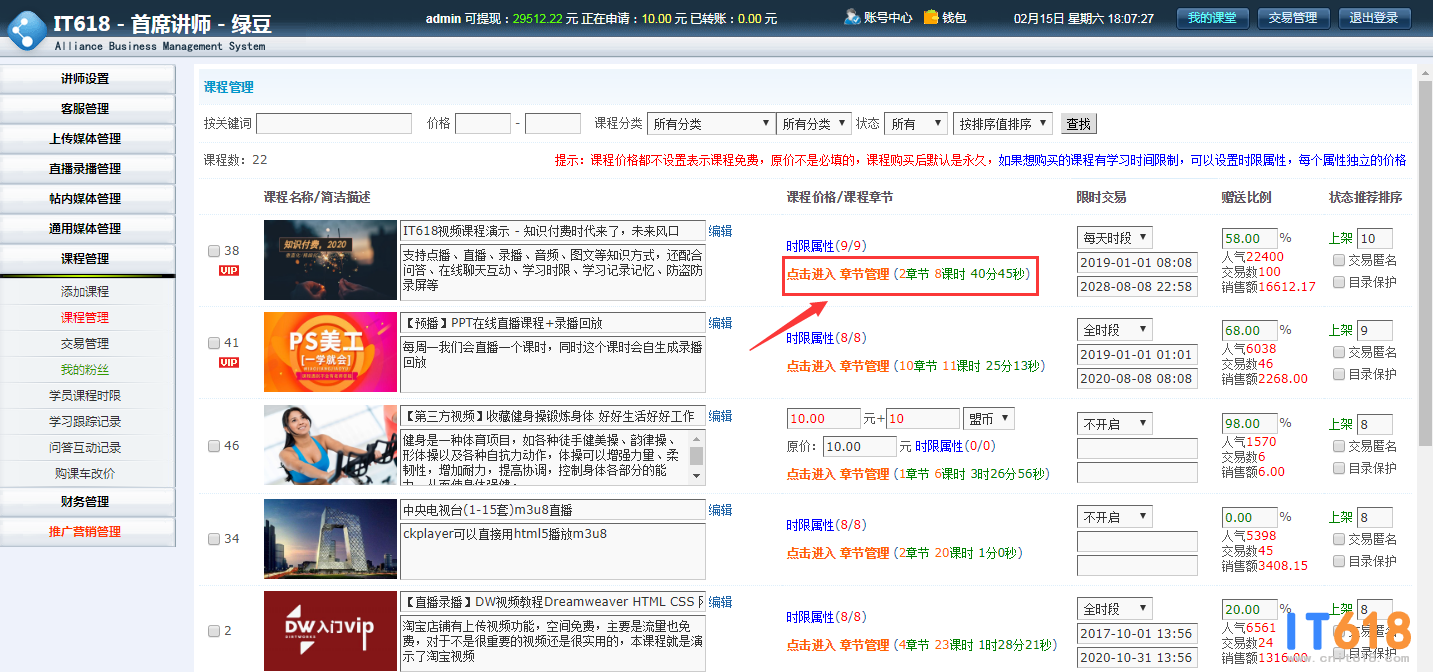 IT618 - 首席讲师 - 绿豆
Alliance Business Management System
admin 可提现：29512.22 元 正在申请：10.00 元 已转账：0.00 元
账号中心 钱包
02月15日 星期六 18:07:27
我的课堂 交易管理 退出登录
讲师设置
客服管理
上传媒体管理
直播录播管理
帖内媒体管理
通用媒体管理
课程管理
添加课程
课程管理
交易管理
我的粉丝
学员课程时限
学习跟踪记录
问答互动记录
购课车改价
财务管理
推广营销管理
课程管理
按关键词 价格 - 课程分类 所有分类 所有分类 状态 所有 按排序值排序 查找
课程数：22 提示：课程价格都不设置表示课程免费，原价不是必填的，课程购买后默认是永久，如果想购买的课程有学习时间限制，可以设置时限属性，每个属性独立的价格
课程名称/简洁描述 课程价格/课程章节 限时交易 赠送比例 状态推荐排序
38
VIP
知识付费，2020
IT618视频课程演示 - 知识付费时代来了，未来风口
编辑
支持点播、直播、录播、音频、图文等知识方式，还配合
问答、在线聊天互动、学习时限、学习记录记忆、防盗防
录屏等
时限属性(9/9)
点击进入 章节管理 (2章节 8课时 40分45秒)
每天时段
2019-01-01 08:08
2028-08-08 22:58
58.00 %
人气22400
交易数100
销售额16612.17
上架 10
交易匿名
目录保护
41
VIP
PS美工
[一学就会]
【预播】PPT在线直播课程+录播回放
编辑
每周一我们会直播一个课时，同时这个课时会自生成录播
回放
时限属性(8/8)
点击进入 章节管理 (10章节 11课时 25分13秒)
全时段
2019-01-01 01:01
2020-08-08 08:08
68.00 %
人气6038
交易数46
销售额2268.00
上架 9
交易匿名
目录保护
46
【第三方视频】收藏健身操锻炼身体 好好生活好好工作
编辑
健身是一种体育项目，如各种徒手健美操、韵律操、
形体操以及各种自抗力动作，体操可以增强力量、柔
韧性，增加耐力，提高协调，控制身体各部分的能
力，从而使身体强健。
10.00 元+ 10 盟币
原价： 10.00 元 时限属性(0/0)
点击进入 章节管理 (1章节 6课时 3时26分56秒)
不开启
98.00 %
人气1570
交易数6
销售额6.00
上架 8
交易匿名
目录保护
34
中央电视台(1-15套)m3u8直播
编辑
ckplayer可以直接用html5播放m3u8
时限属性(8/8)
点击进入 章节管理 (2章节 20课时 1分0秒)
不开启
0.00 %
人气5398
交易数45
销售额3408.15
上架 8
交易匿名
目录保护
2
DW入门vip
【直播录播】DW视频教程Dreamweaver HTML CSS
编辑
淘宝店铺有上传视频功能，空间免费，主要是流量也免
费，对于不是很重要的视频还是很实用的，本课程就是演
示了淘宝视频
时限属性(8/8)
点击进入 章节管理 (4章节 23课时 1时28分21秒)
全时段
2017-10-01 13:56
2020-10-31 13:56
20.00 %
人气6561
交易数24
销售额1316.00
上架 8
交易匿名
目录保护
IT618